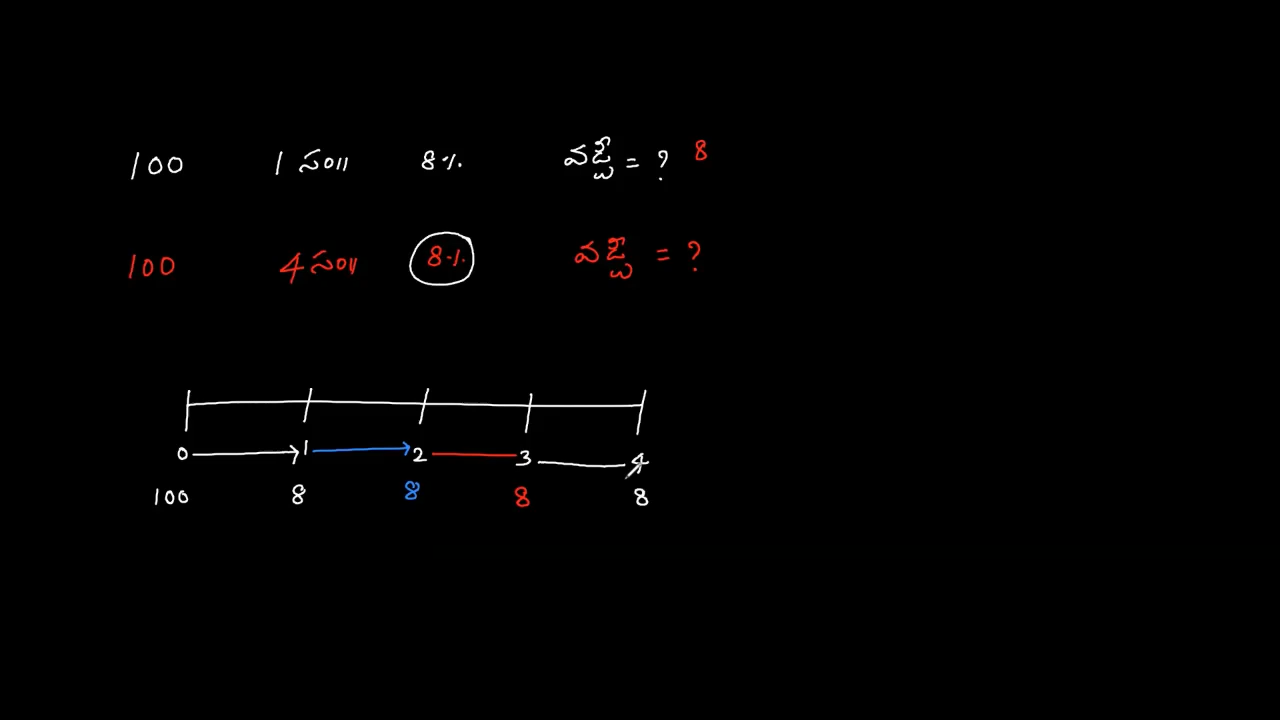 100 1 సం॥ 8% వడ్డీ = ? 8
100 4 సం॥ 8% వడ్డీ = ?
0 1 2 3 4
100 8 8 8 8